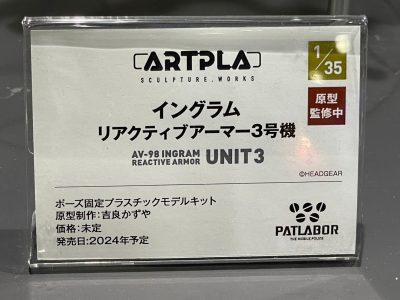 ARTPLA
SCULPTURE.WORKS
1/35
原型
監修中
イングラム
リアクティブアーマー3号機
AV-98 INGRAM
REACTIVE ARMOR UNIT3
©HEADGEAR
ポーズ固定プラスチックモデルキット
原型制作：吉良かずや
価格：未定
発売日：2024年予定
PATLABOR
THE MOBILE POLICE